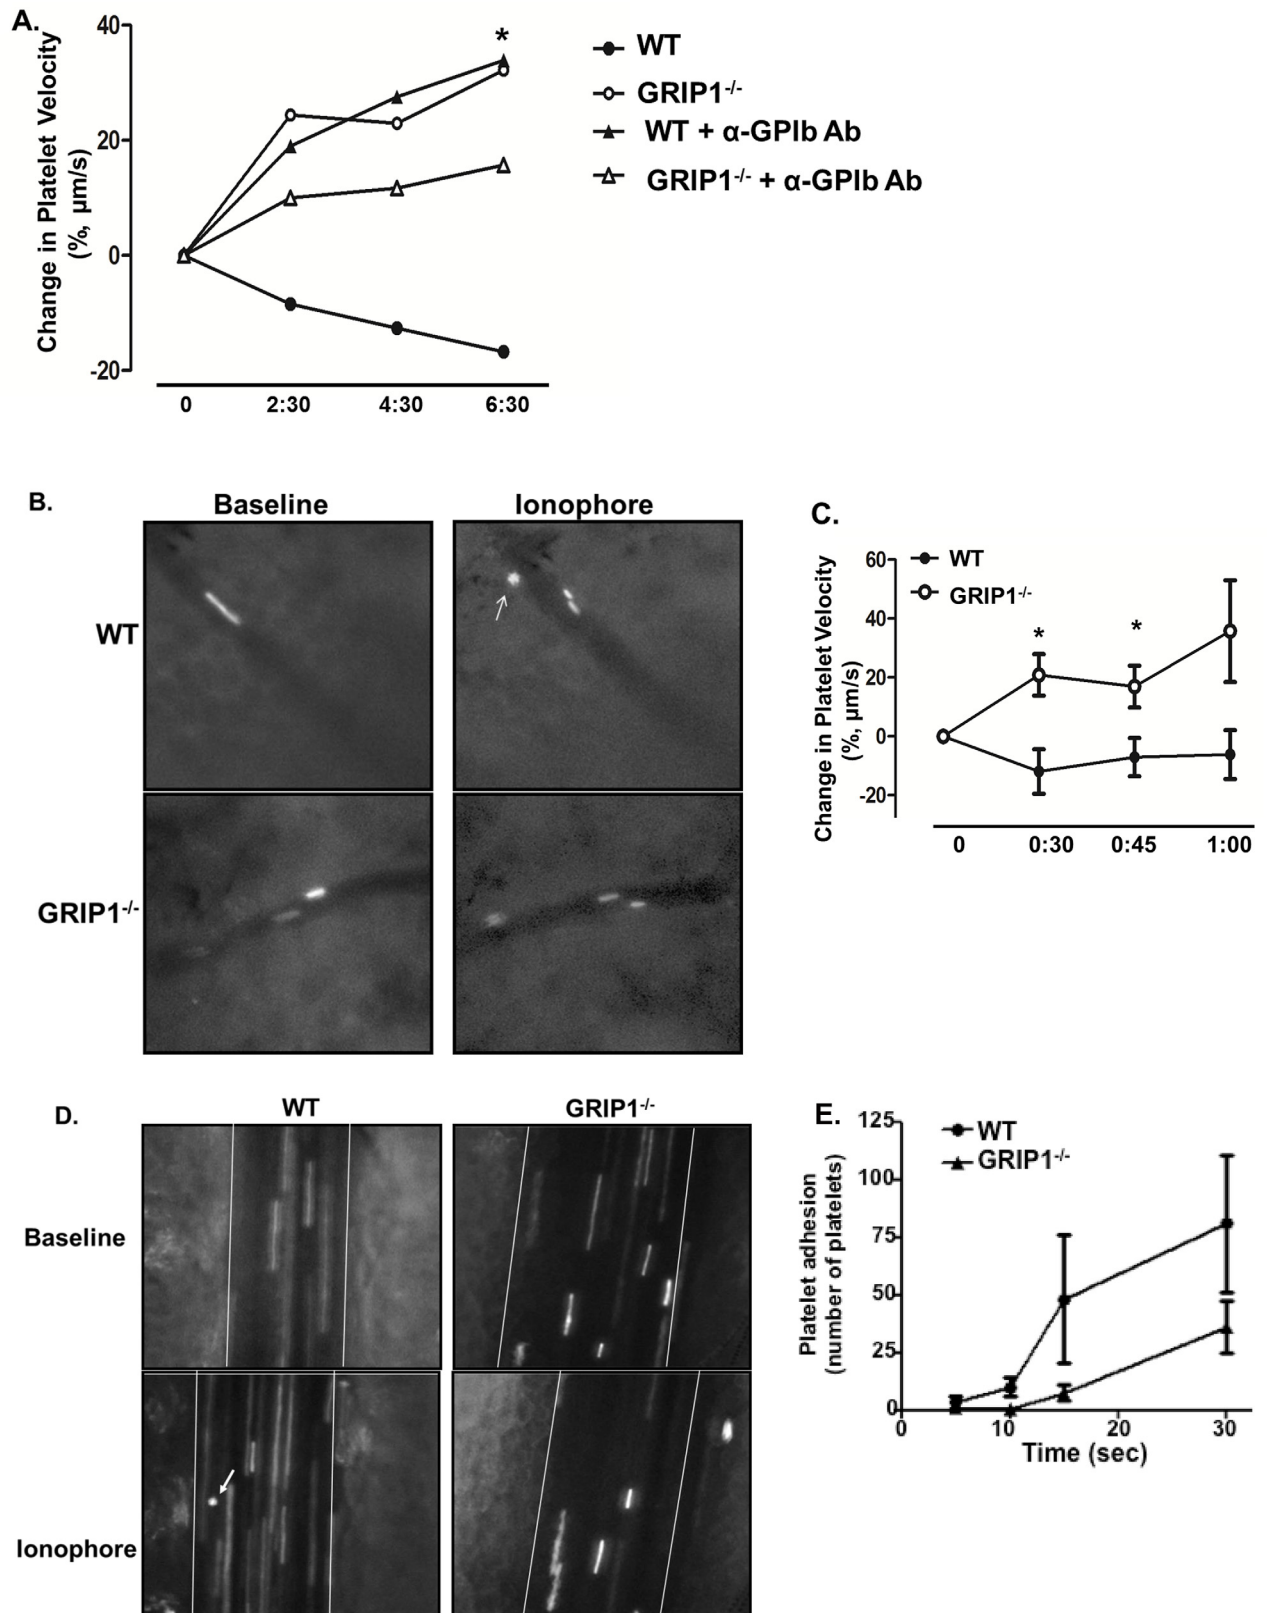 A.
Change in Platelet Velocity
(%, µm/s)
40
20
0
-20
0 2:30 4:30 6:30
*
WT
GRIP1-/-
WT + α-GPIb Ab
GRIP1-/- + α-GPIb Ab
B.
Baseline Ionophore
WT
GRIP1-/-
C.
Change in Platelet Velocity
(%, µm/s)
60
40
20
0
-20
WT
GRIP1-/-
* *
0 0:30 0:45 1:00
D.
WT GRIP1-/-
Baseline
Ionophore
E.
Platelet adhesion
(number of platelets)
125
100
75
50
25
0
WT
GRIP1-/-
0 10 20 30
Time (sec)